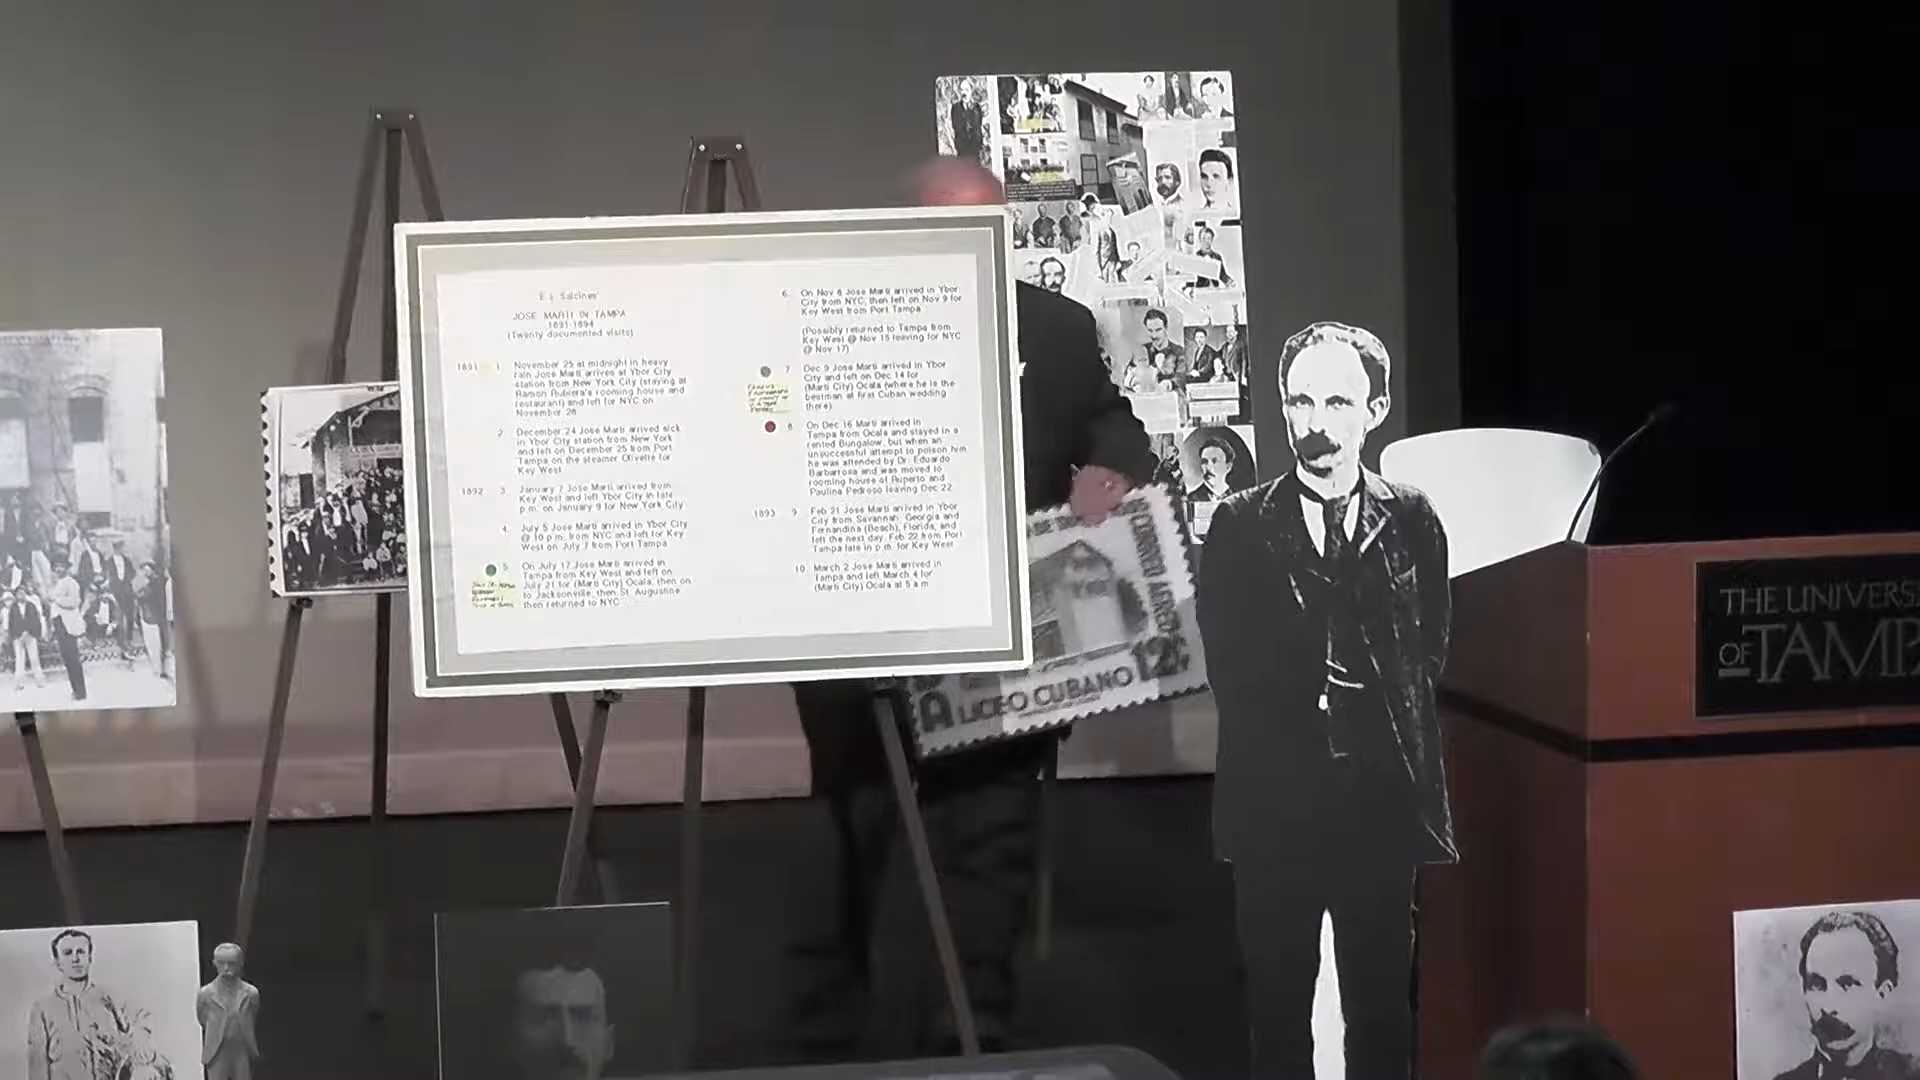 JOSE MARTI IN TAMPA
1891-1894
(Twenty documented visits)
1891 1. November 25 at midnight in heavy
rain Jose Marti arrives at Ybor City
station from New York City (staying at
Ramon Rubiera's rooming house and
restaurant) and left for NYC on
November 28
2. December 24 Jose Marti arrived sick
in Ybor City station from New York
and left on December 25 from Port
Tampa on the steamer Olivette for
Key West
1892 3. January 7 Jose Marti arrived from
Key West and left Ybor City in late
p.m. on January 9 for New York City
4. July 5 Jose Marti arrived in Ybor City
@ 10 p.m. from NYC and left for Key
West on July 7 from Port Tampa
5. On July 17 Jose Marti arrived in
Tampa from Key West and left on
July 21 for (Marti City) Ocala, then on
to Jacksonville, then St. Augustine
then returned to NYC
6. On Nov 6 Jose Marti arrived in Ybor
City from NYC, then left on Nov 9 for
Key West from Port Tampa
(Possibly returned to Tampa from
Key West @ Nov 15 leaving for NYC
@ Nov 17)
7. Dec 9 Jose Marti arrived in Ybor
City and left on Dec 14 for
(Marti City) Ocala (where he is the
bestman at first Cuban wedding
there)
8. On Dec 16 Marti arrived in
Tampa from Ocala and stayed in a
rented Bungalow, but when an
unsuccessful attempt to poison him
he was attended by Dr. Eduardo
Barbarrosa and was moved to
rooming house of Ruperto and
Paulina Pedroso leaving Dec 22
1893 9. Feb 21 Jose Marti arrived in Ybor
City from Savannah, Georgia and
Fernandina (Beach), Florida, and
left the next day, Feb 22 from Port
Tampa late in p.m. for Key West
10. March 2 Jose Marti arrived in
Tampa and left March 4 for
(Marti City) Ocala at 5 a.m.
CORREO AEREO
12¢
LICEO CUBANO
THE UNIVERS
OF TAMP